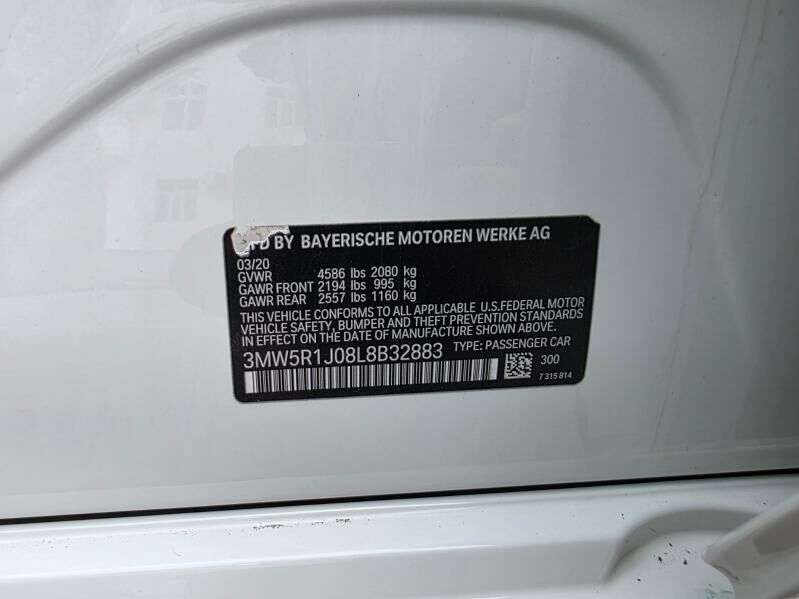 BY BAYERISCHE MOTOREN WERKE AG
03/20
GVWR 4586 lbs 2080 kg
GAWR FRONT 2194 lbs 995 kg
GAWR REAR 2557 lbs 1160 kg
THIS VEHICLE CONFORMS TO ALL APPLICABLE U.S.FEDERAL MOTOR
VEHICLE SAFETY, BUMPER AND THEFT PREVENTION STANDARDS
IN EFFECT ON THE DATE OF MANUFACTURE SHOWN ABOVE.
3MW5R1J08L8B32883 TYPE: PASSENGER CAR
300
7 315 814